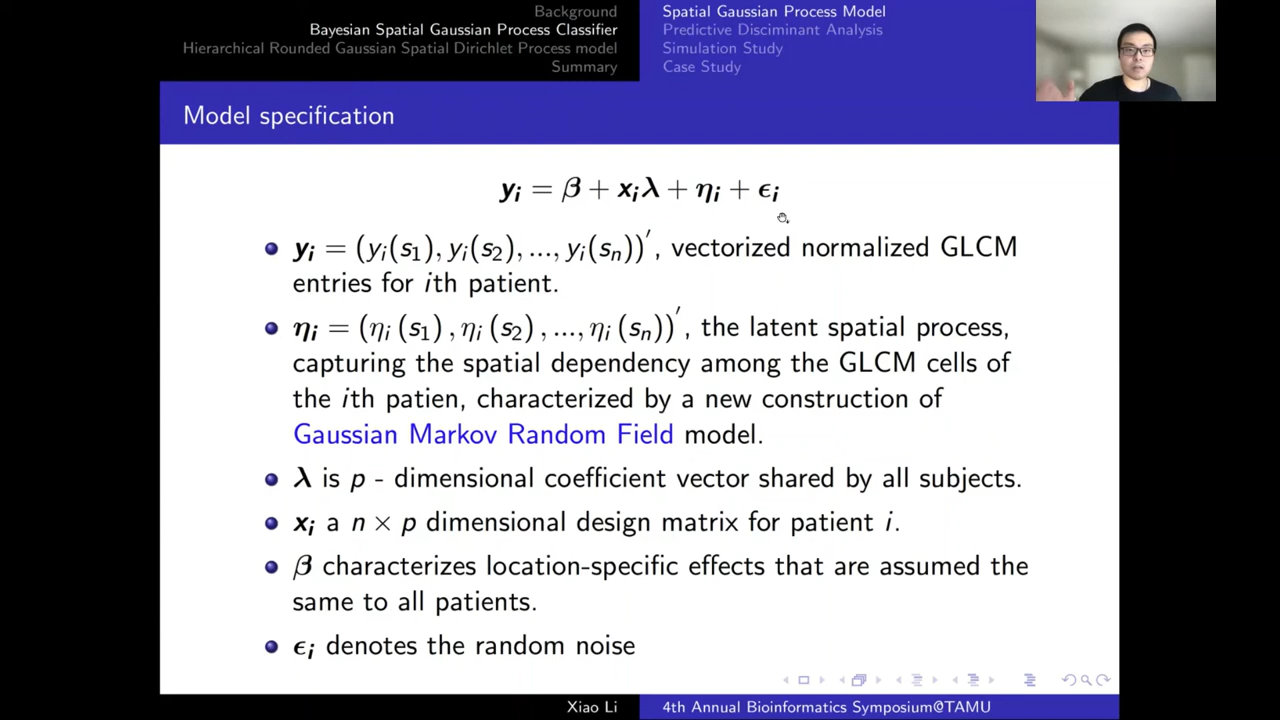 Background
Bayesian Spatial Gaussian Process Classifier
Hierarchical Rounded Gaussian Spatial Dirichlet Process model
Summary
Spatial Gaussian Process Model
Predictive Disciminant Analysis
Simulation Study
Case Study
Model specification
yᵢ = β + xᵢλ + ηᵢ + ϵᵢ
yᵢ = (yᵢ(s₁), yᵢ(s₂), ..., yᵢ(sₙ))′, vectorized normalized GLCM
entries for ith patient.
ηᵢ = (ηᵢ (s₁) , ηᵢ (s₂) , ..., ηᵢ (sₙ))′, the latent spatial process,
capturing the spatial dependency among the GLCM cells of
the ith patien, characterized by a new construction of
Gaussian Markov Random Field model.
λ is p - dimensional coefficient vector shared by all subjects.
xᵢ a n × p dimensional design matrix for patient i.
β characterizes location-specific effects that are assumed the
same to all patients.
ϵᵢ denotes the random noise
Xiao Li
4th Annual Bioinformatics Symposium@TAMU